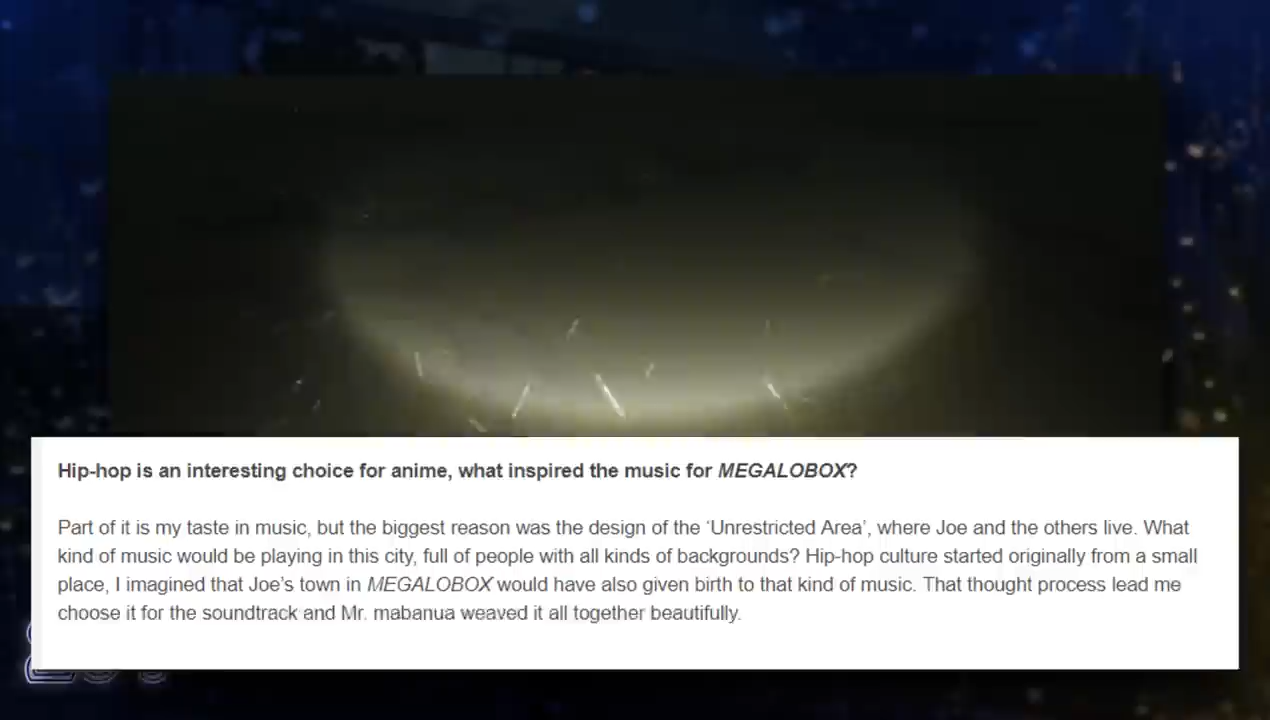 Hip-hop is an interesting choice for anime, what inspired the music for MEGALOBOX?
Part of it is my taste in music, but the biggest reason was the design of the ‘Unrestricted Area’, where Joe and the others live. What
kind of music would be playing in this city, full of people with all kinds of backgrounds? Hip-hop culture started originally from a small
place, I imagined that Joe’s town in MEGALOBOX would have also given birth to that kind of music. That thought process lead me
choose it for the soundtrack and Mr. mabanua weaved it all together beautifully.